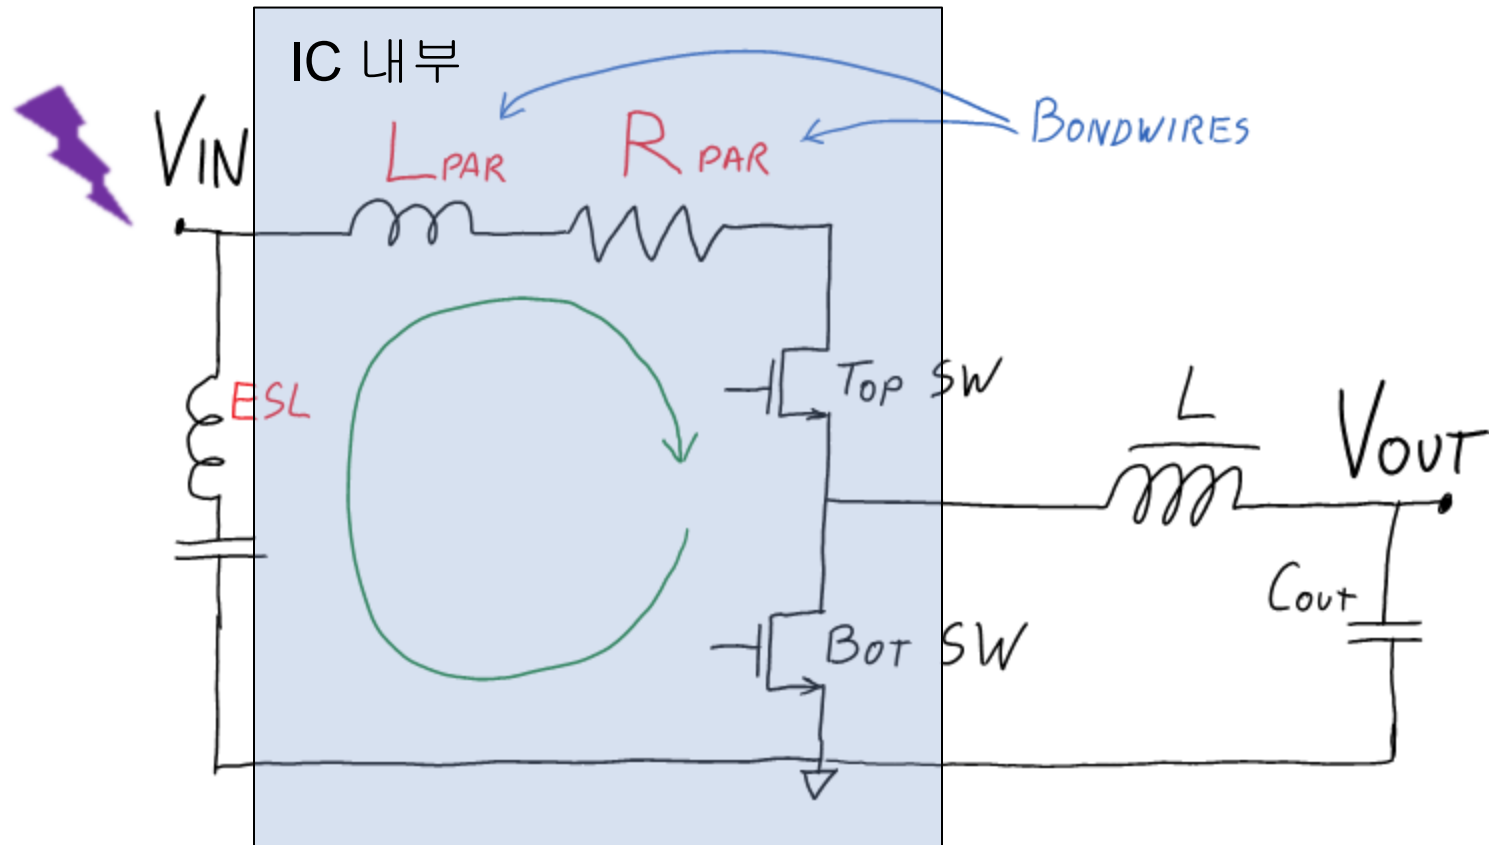 IC 내부
VIN
LPAR
RPAR
BONDWIRES
ESL
TOP SW
L
VOUT
COUT
BOT SW